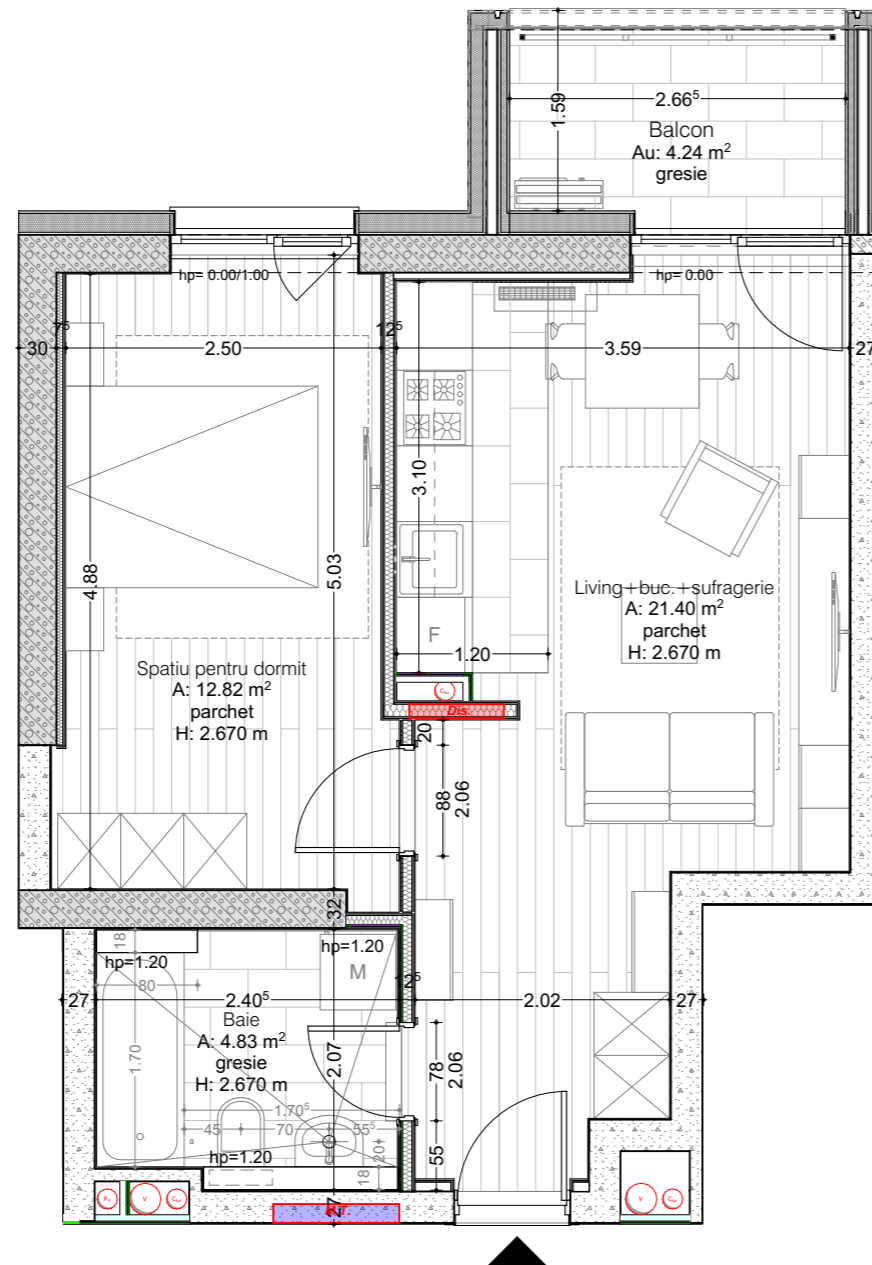 2.66⁵
1.59
Balcon
Au: 4.24 m²
gresie
hp= 0.00/1.00
hp= 0.00
30
7⁵
2.50
12⁵
3.59
27
3.10
4.88
5.03
Living+buc.+sufragerie
A: 21.40 m²
parchet
H: 2.670 m
F
1.20
Spatiu pentru dormit
A: 12.82 m²
parchet
H: 2.670 m
Dis.
20
88
2.06
32
18
hp=1.20
hp=1.20
M
80
12⁵
27
2.40⁵
2.02
27
Baie
A: 4.83 m²
gresie
H: 2.670 m
1.70
2.07
78
2.06
1.70⁵
45
70
55⁵
hp=1.20
20
18
55
V
V
27